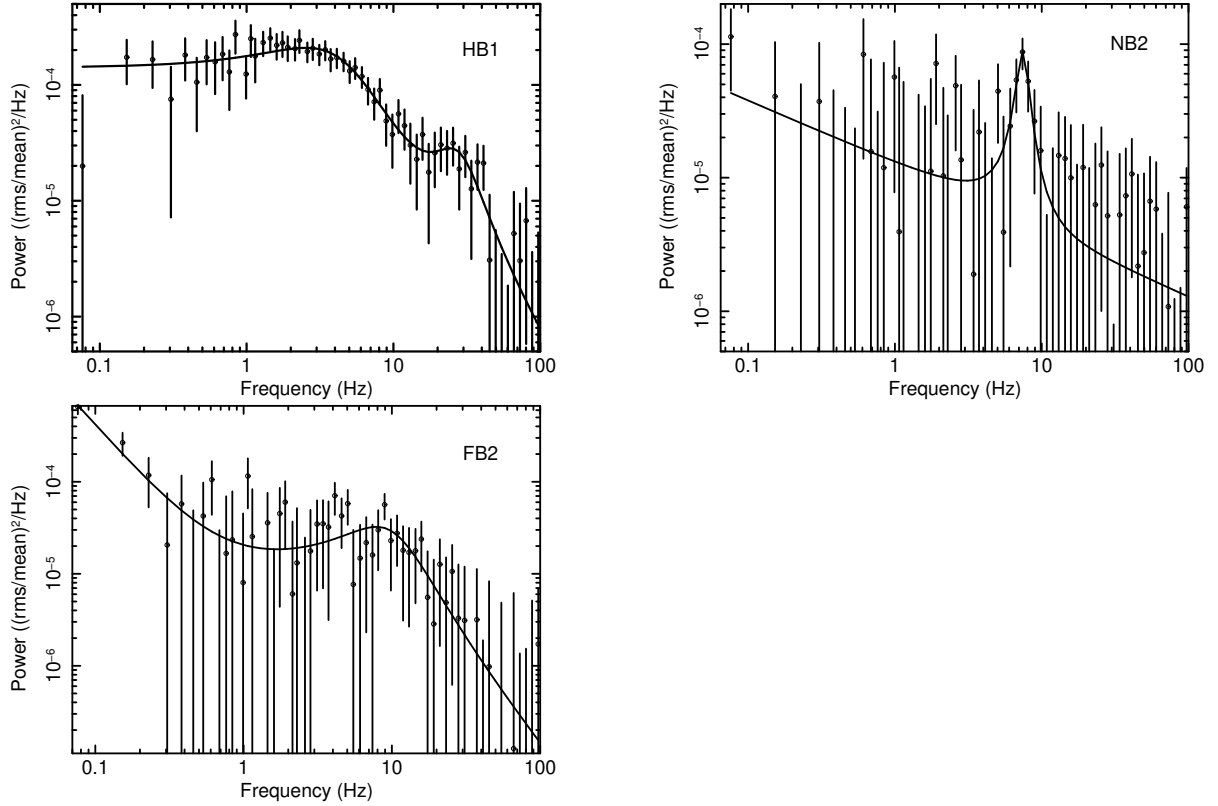 HB1
Power ((rms/mean)²/Hz)
10⁻⁴
10⁻⁵
10⁻⁶
0.1 1 10 100
Frequency (Hz)
NB2
Power ((rms/mean)²/Hz)
10⁻⁴
10⁻⁵
10⁻⁶
0.1 1 10 100
Frequency (Hz)
FB2
Power ((rms/mean)²/Hz)
10⁻⁴
10⁻⁵
10⁻⁶
0.1 1 10 100
Frequency (Hz)